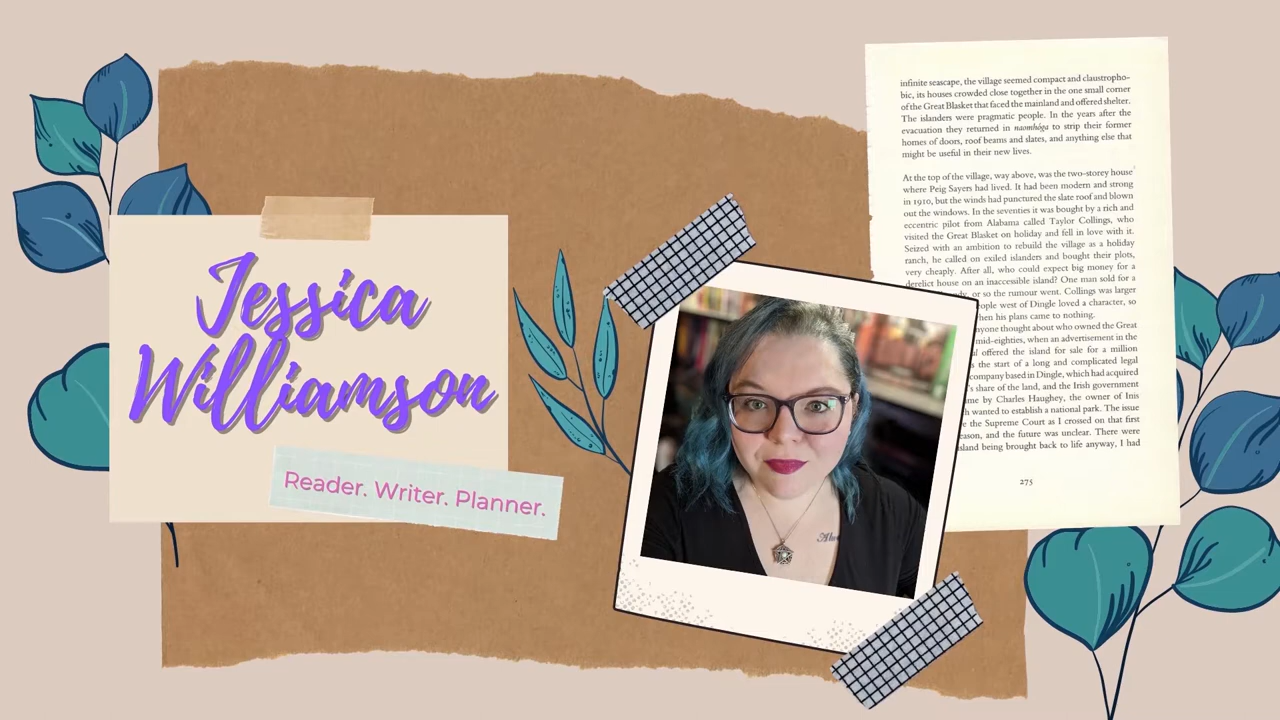 Jessica
Williamson
Reader. Writer. Planner.
infinite seascape, the village seemed compact and claustropho-
bic, its houses crowded close together in the one small corner
of the Great Blasket that faced the mainland and offered shelter.
The islanders were pragmatic people. In the years after the
evacuation they returned in naomhóga to strip their former
homes of doors, roof beams and slates, and anything else that
might be useful in their new lives.
At the top of the village, way above, was the two-storey house
where Peig Sayers had lived. It had been modern and strong
in 1910, but the winds had punctured the slate roof and blown
out the windows. In the seventies it was bought by a rich and
eccentric pilot from Alabama called Taylor Collings, who
visited the Great Blasket on holiday and fell in love with it.
Seized with an ambition to rebuild the village as a holiday
ranch, he called on exiled islanders and bought their plots,
very cheaply. After all, who could expect big money for a
derelict house on an inaccessible island? One man sold for a
or so the rumour went. Collings was larger
people west of Dingle loved a character, so
when his plans came to nothing.
anyone thought about who owned the Great
mid-eighties, when an advertisement in the
offered the island for sale for a million
the start of a long and complicated legal
company based in Dingle, which had acquired
share of the land, and the Irish government
by Charles Haughey, the owner of Inis
wanted to establish a national park. The issue
the Supreme Court as I crossed on that first
and the future was unclear. There were
island being brought back to life anyway, I had
275